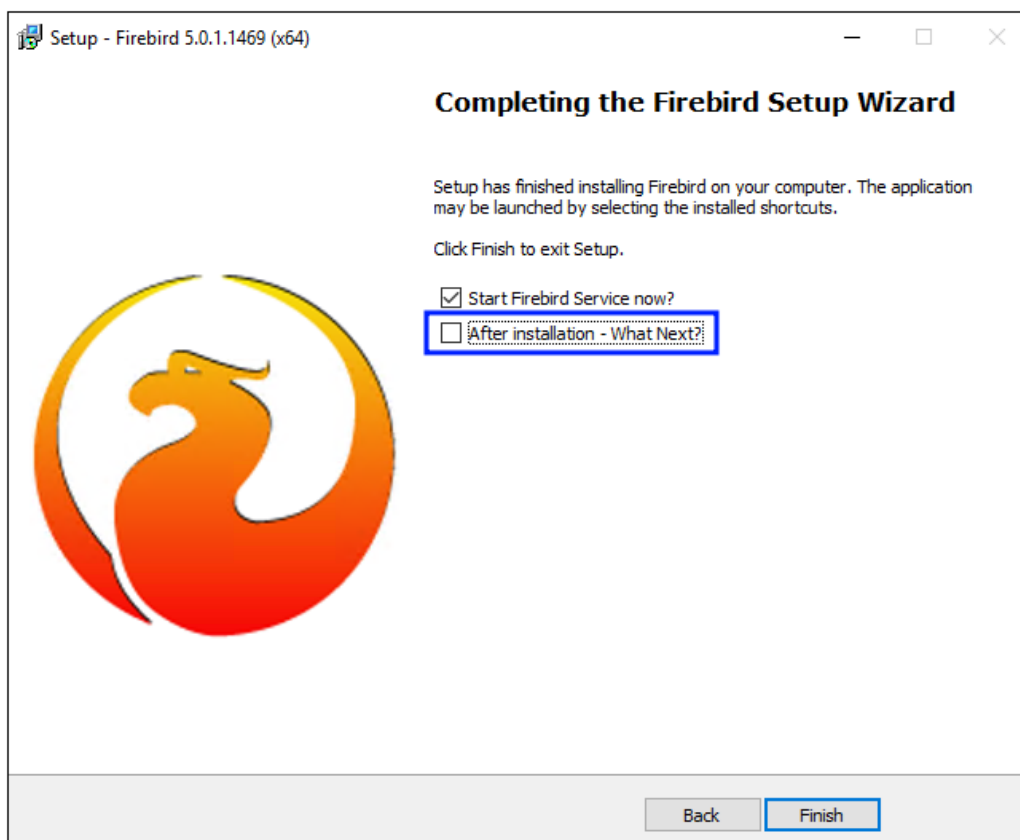 Setup - Firebird 5.0.1.1469 (x64)
Completing the Firebird Setup Wizard
Setup has finished installing Firebird on your computer. The application
may be launched by selecting the installed shortcuts.
Click Finish to exit Setup.
Start Firebird Service now?
After installation - What Next?
Back
Finish